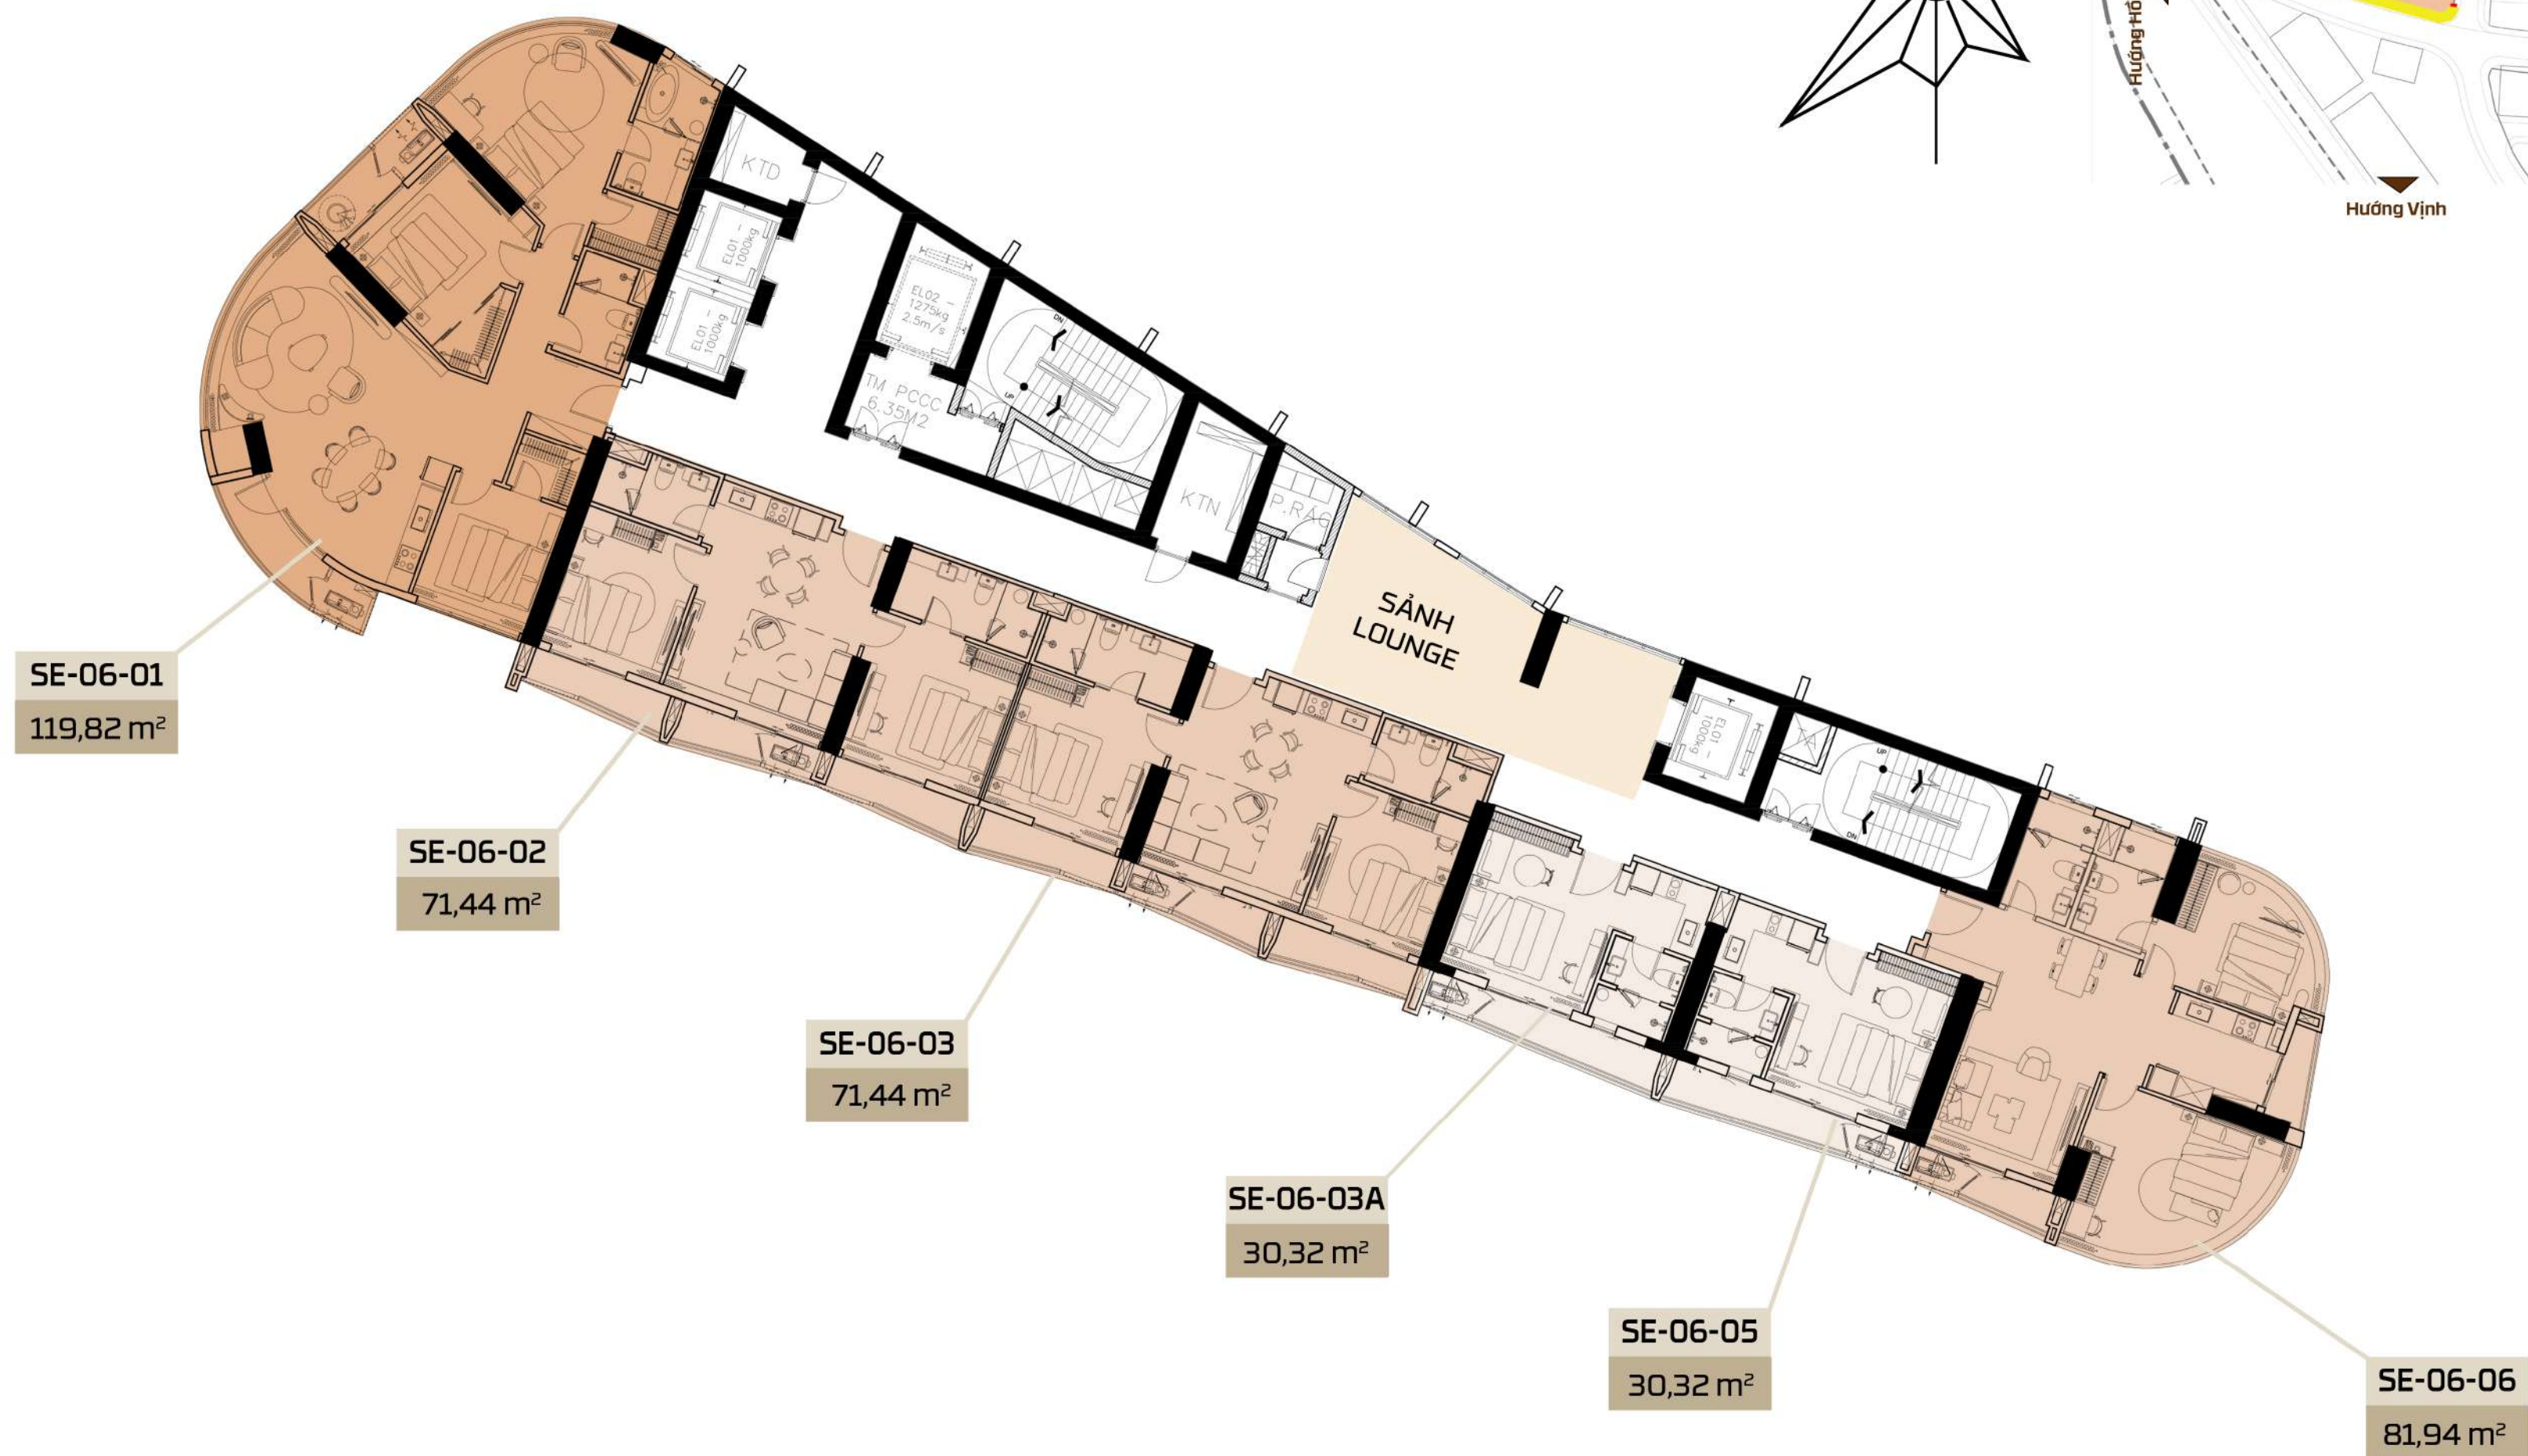 Hướng Hồ
Hướng Vịnh
KTD
EL01 -
1000kg
EL01 -
1000kg
EL02 -
1275kg
2.5m/s
TM PCCC
6.35M2
DN
UP
KTN
P.RÁC
SẢNH
LOUNGE
EL01 -
1000kg
TA
UP
DN
SE-06-01
119,82 m²
SE-06-02
71,44 m²
SE-06-03
71,44 m²
SE-06-03A
30,32 m²
SE-06-05
30,32 m²
SE-06-06
81,94 m²